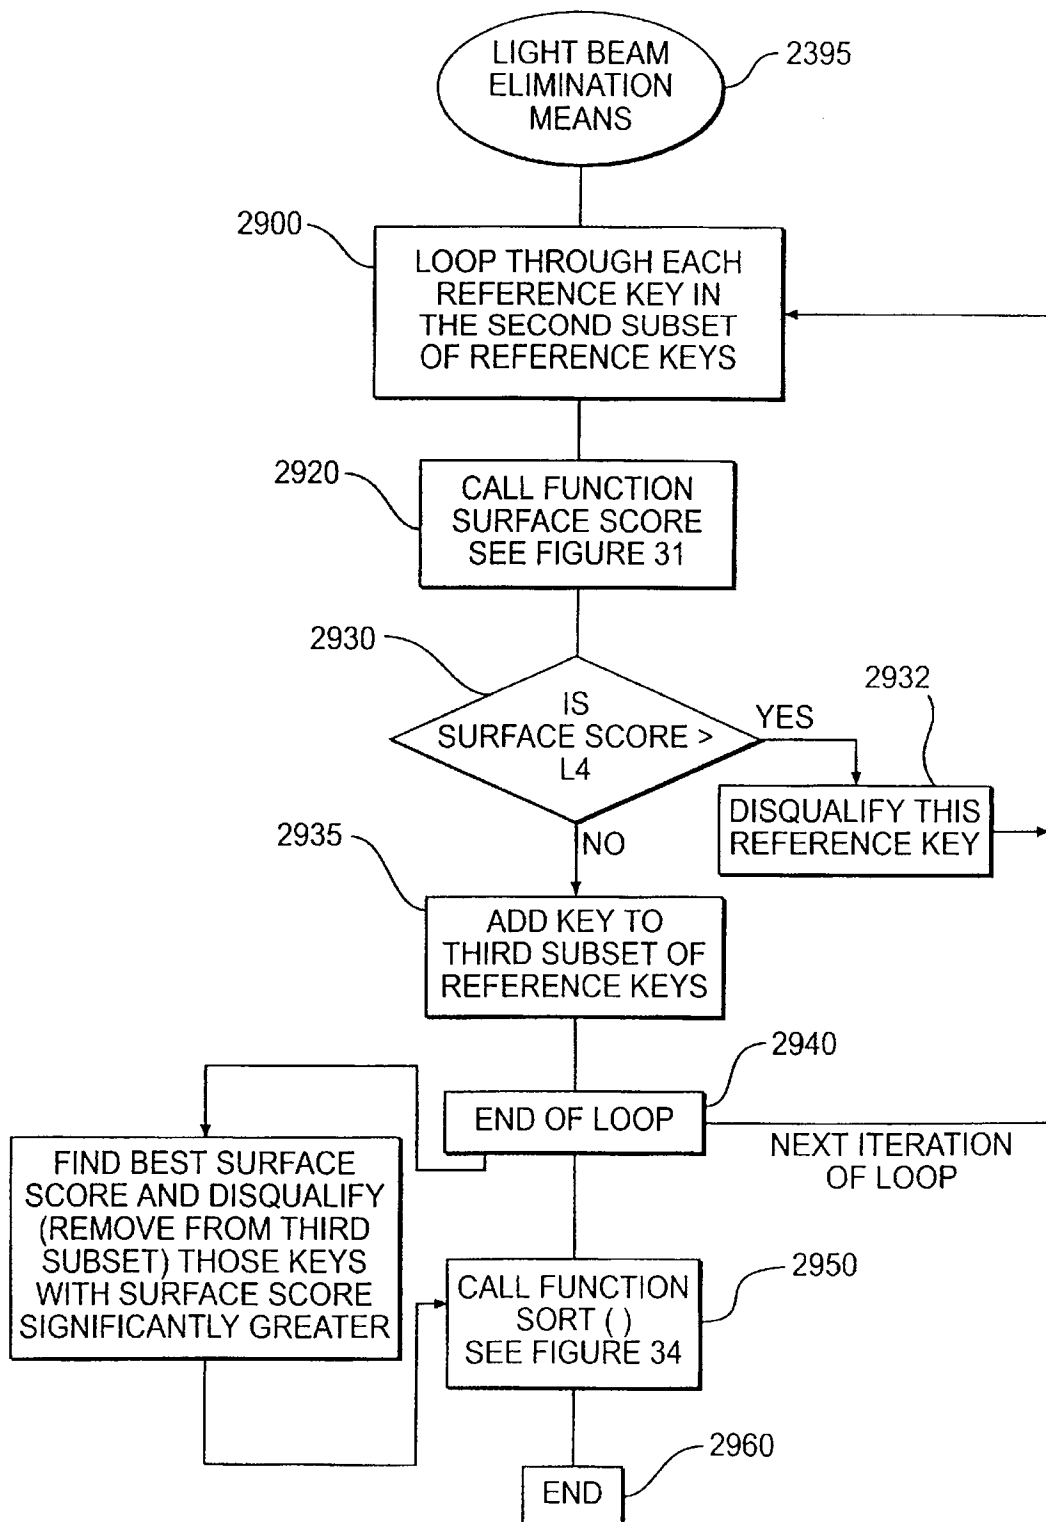 LIGHT BEAM
ELIMINATION
MEANS
2395
2900
LOOP THROUGH EACH
REFERENCE KEY IN
THE SECOND SUBSET
OF REFERENCE KEYS
2920
CALL FUNCTION
SURFACE SCORE
SEE FIGURE 31
2930
IS
SURFACE SCORE >
L4
YES
2932
DISQUALIFY THIS
REFERENCE KEY
NO
2935
ADD KEY TO
THIRD SUBSET OF
REFERENCE KEYS
2940
END OF LOOP
NEXT ITERATION
OF LOOP
FIND BEST SURFACE
SCORE AND DISQUALIFY
(REMOVE FROM THIRD
SUBSET) THOSE KEYS
WITH SURFACE SCORE
SIGNIFICANTLY GREATER
2950
CALL FUNCTION
SORT ( )
SEE FIGURE 34
2960
END